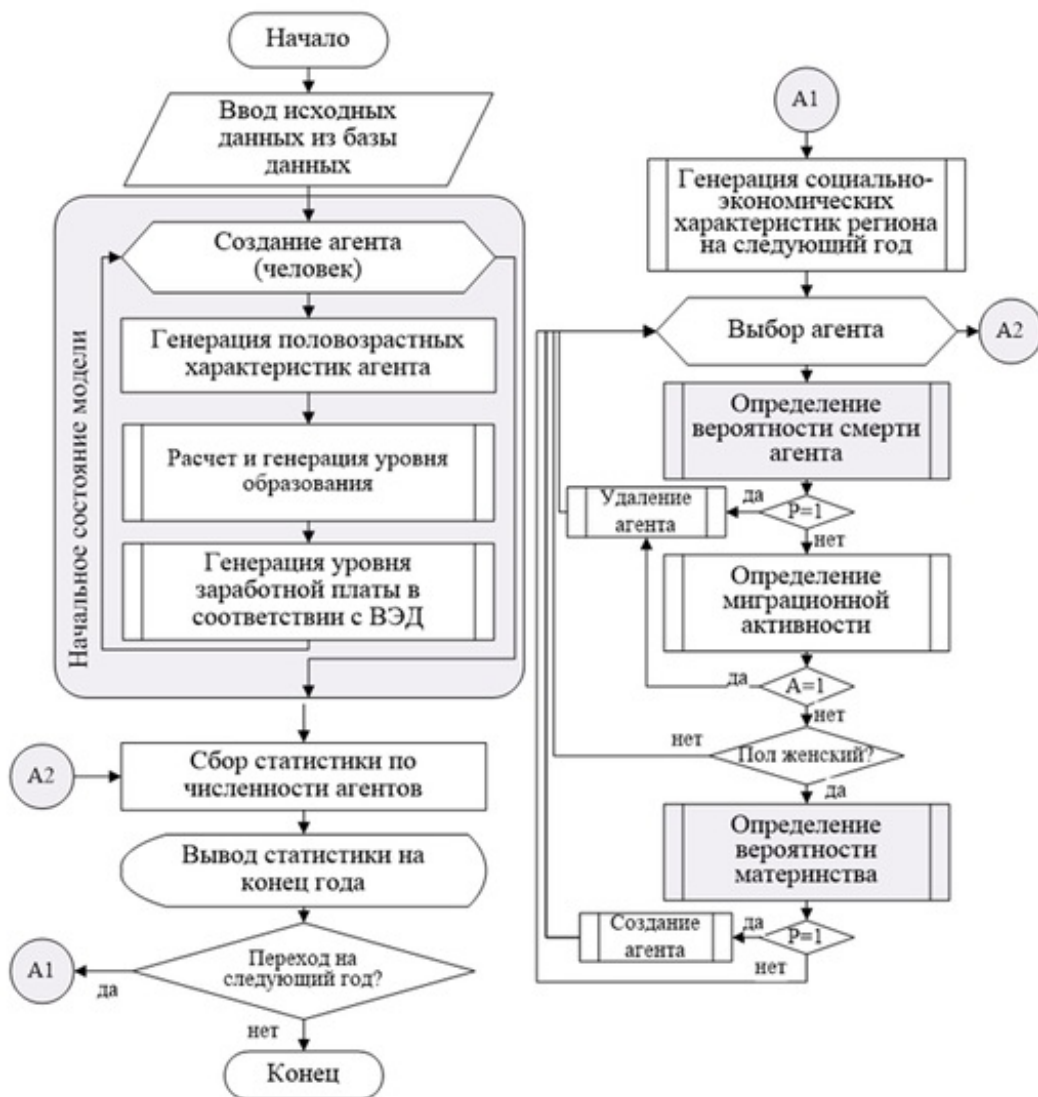 Начало
Ввод исходных
данных из базы
данных
Начальное состояние модели
Создание агента
(человек)
Генерация половозрастных
характеристик агента
Расчет и генерация уровня
образования
Генерация уровня
заработной платы в
соответствии с ВЭД
А2
Сбор статистики по
численности агентов
Вывод статистики на
конец года
Переход на
следующий год?
А1
да
нет
Конец
А1
Генерация социально-
экономических
характеристик региона
на следующий год
Выбор агента
А2
Определение
вероятности смерти
агента
Удаление
агента
да
P=1
нет
Определение
миграционной
активности
да
А=1
нет
нет
Пол женский?
да
Определение
вероятности
материнства
Создание
агента
да
P=1
нет